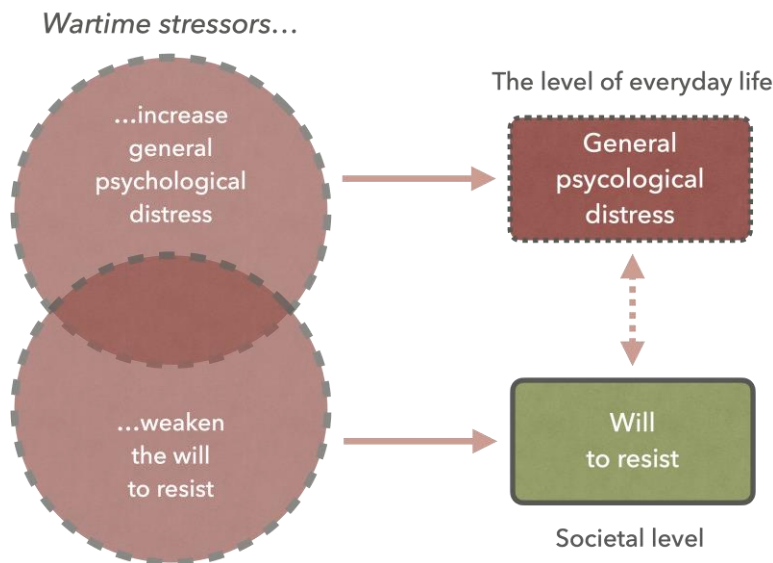 Wartime stressors…
…increase
general
psychological
distress
…weaken
the will
to resist
The level of everyday life
General
psycological
distress
Will
to resist
Societal level